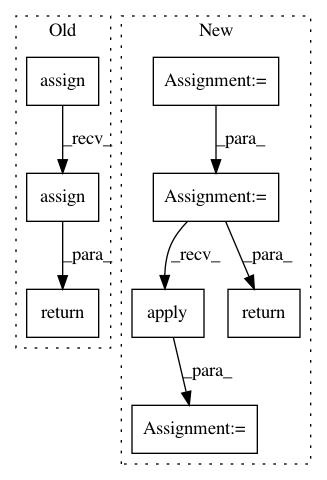 Old
New
assign
Assignment:=
_recv_
_para_
assign
Assignment:=
_para_
_recv_
_para_
return
apply
return
_para_
Assignment:=